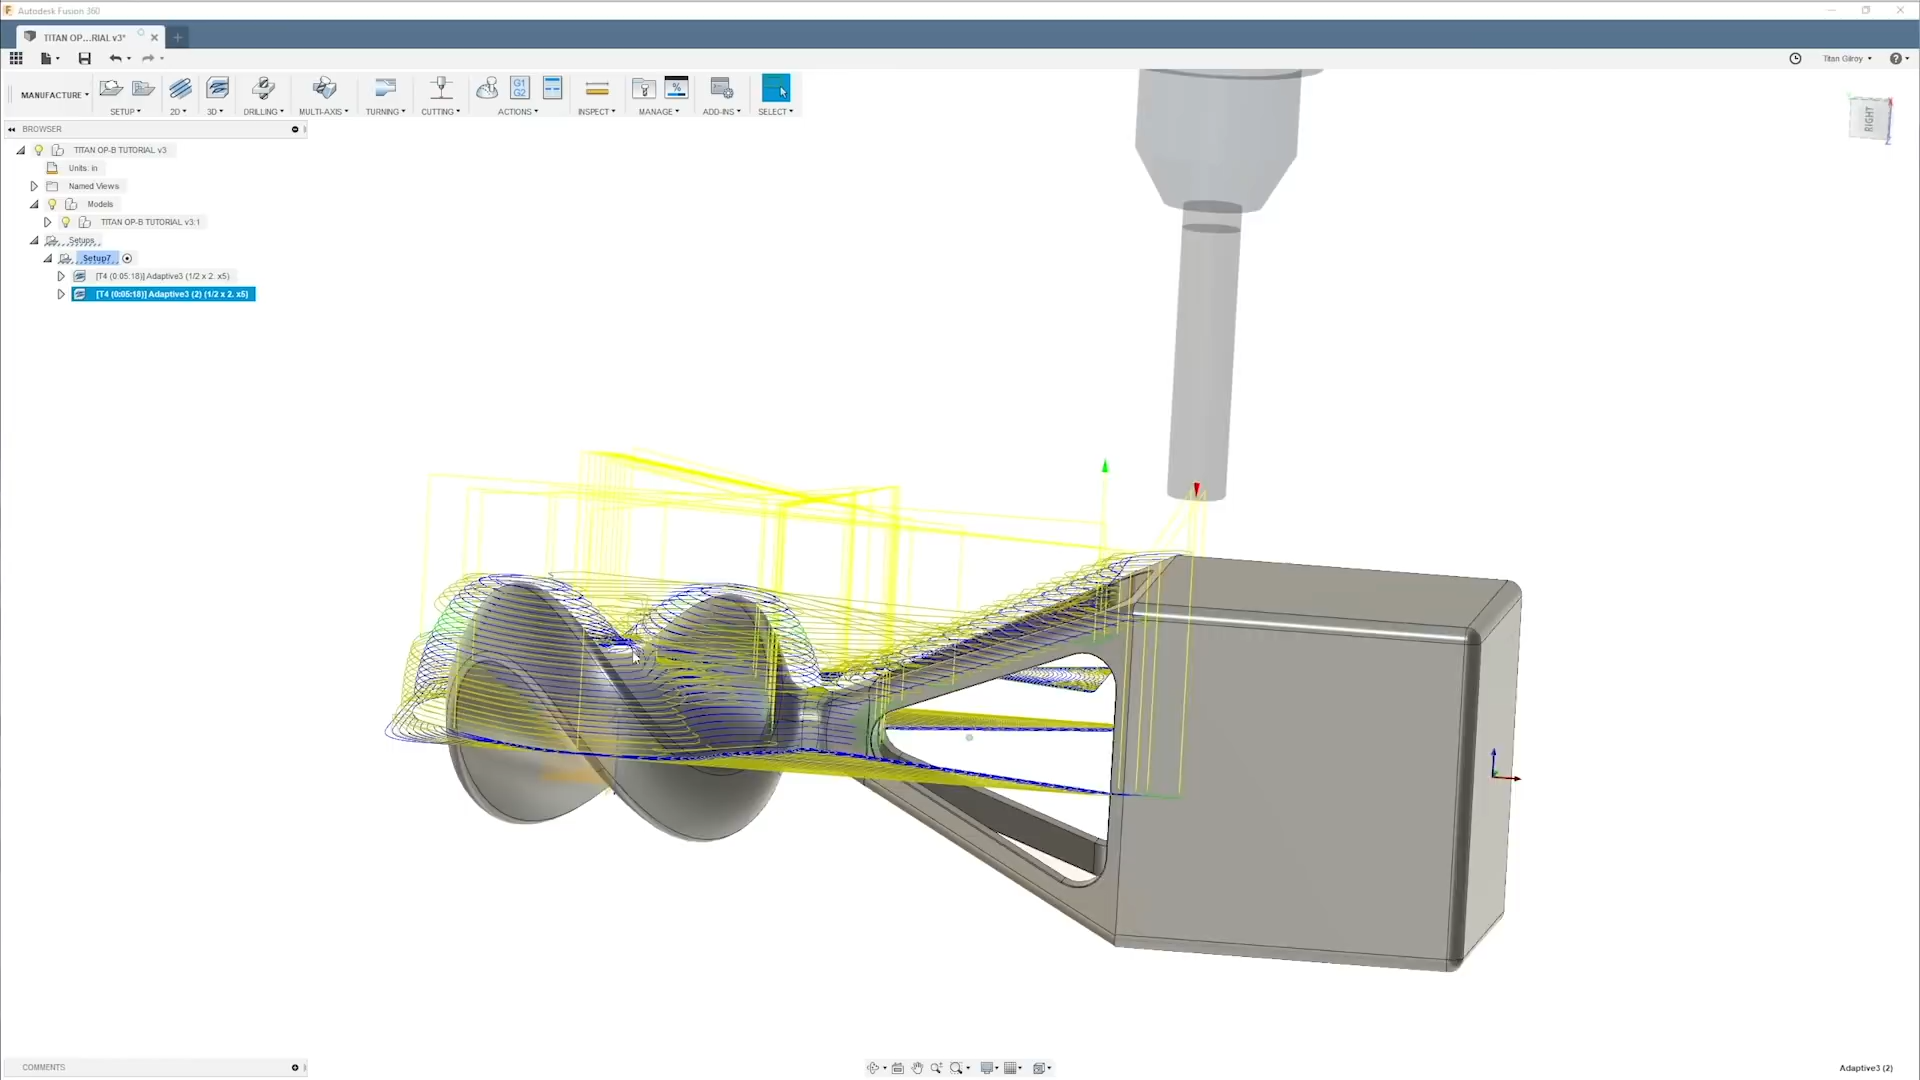 Autodesk Fusion 360
TITAN OP...RIAL v3*
Titan Gilroy
MANUFACTURE
SETUP
2D
3D
DRILLING
MULTI-AXIS
TURNING
CUTTING
G1
G2
ACTIONS
INSPECT
%
MANAGE
ADD-INS
SELECT
RIGHT
Z
BROWSER
TITAN OP-B TUTORIAL v3
Units: in
Named Views
Models
TITAN OP-B TUTORIAL v3:1
Setups
Setup7
[T4 (0:05:18)] Adaptive3 (1/2 x 2. x5)
[T4 (0:05:18)] Adaptive3 (2) (1/2 x 2. x5)
COMMENTS
Adaptive3 (2)